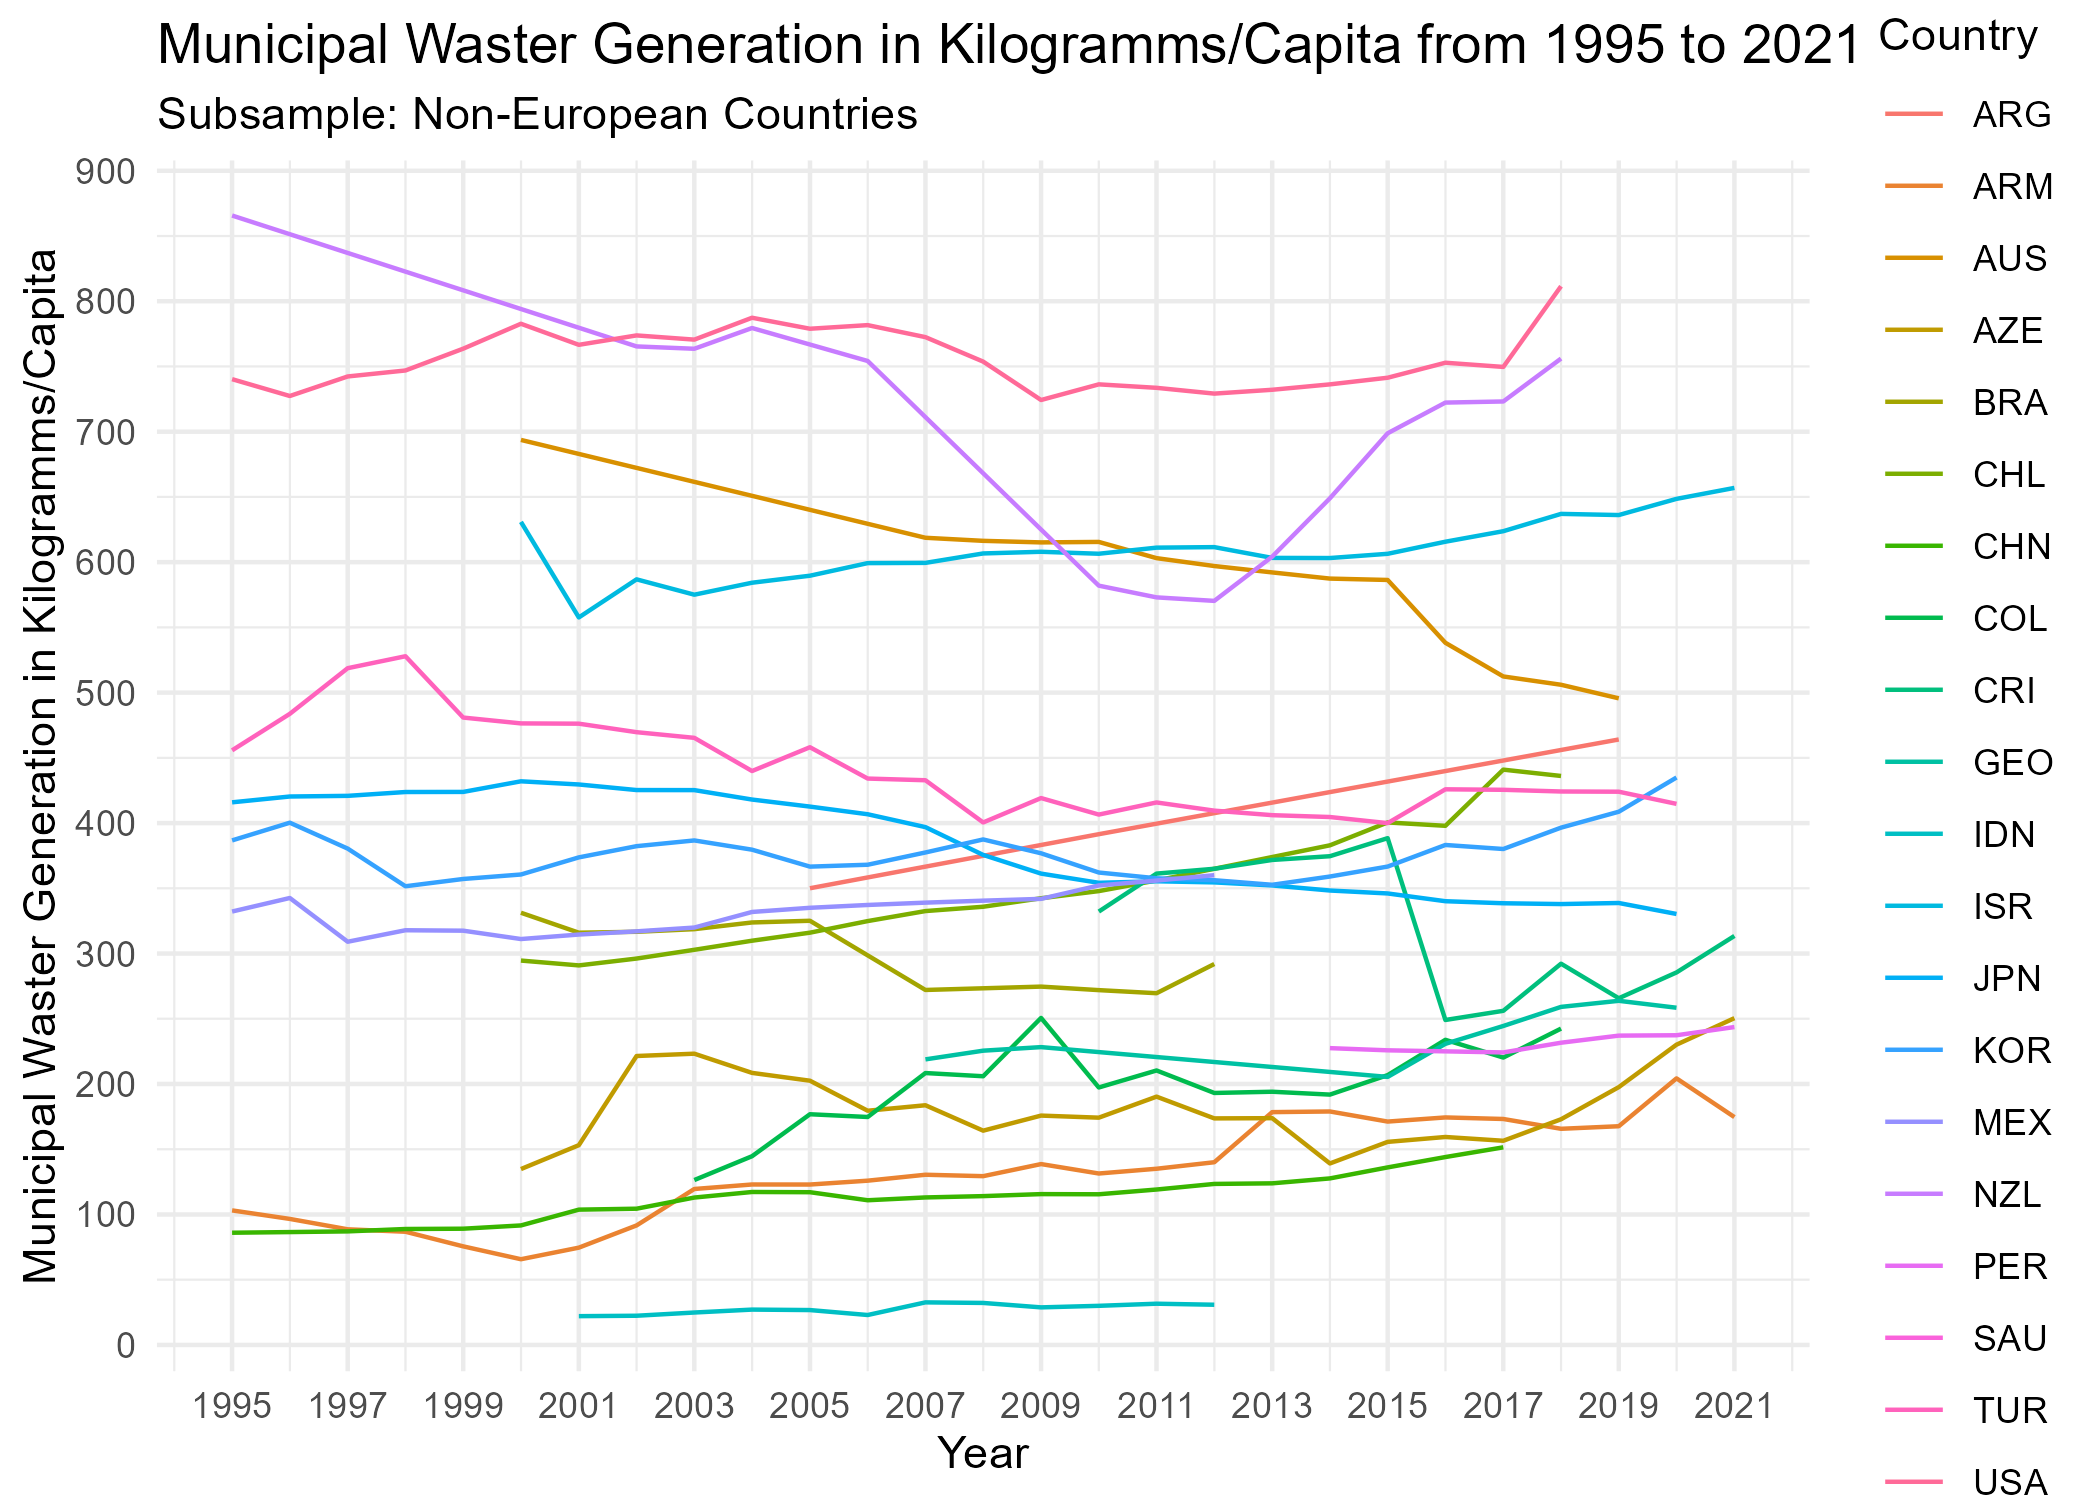 Municipal Waster Generation in Kilogramms/Capita from 1995 to 2021
Subsample: Non-European Countries
Municipal Waster Generation in Kilogramms/Capita
900
800
700
600
500
400
300
200
100
0
1995 1997 1999 2001 2003 2005 2007 2009 2011 2013 2015 2017 2019 2021
Year
Country
ARG
ARM
AUS
AZE
BRA
CHL
CHN
COL
CRI
GEO
IDN
ISR
JPN
KOR
MEX
NZL
PER
SAU
TUR
USA